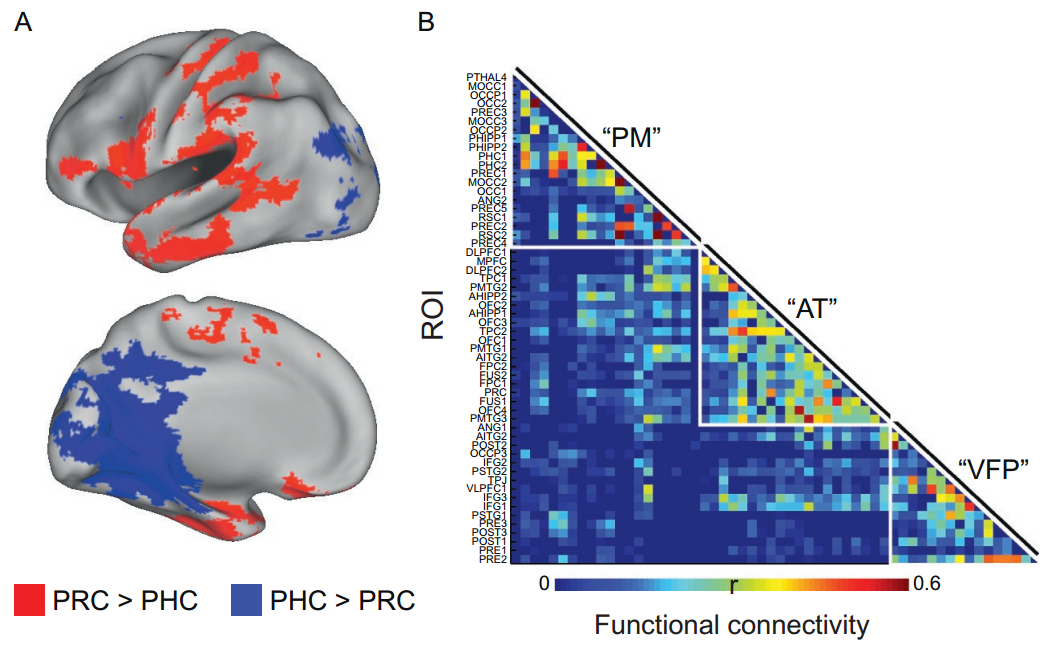 A
B
PTHAL4
MOCC1
OCCP1
OCC2
PREC3
MOCC3
OCCP2
PHIPP1
PHIPP2
PHC1
PHC2
PREC1
MOCC2
OCC1
ANG2
PREC5
RSC1
PREC2
RSC2
PREC4
DLPFC1
MPFC
DLPFC2
TPC1
PMTG2
AHIPP2
OFC2
AHIPP1
OFC3
TPC2
OFC1
PMTG1
AITG2
FPC2
FUS2
FPC1
PRC
FUS1
OFC4
PMTG3
ANG1
AITG2
POST2
OCCP3
IFG2
PSTG2
TPJ
VLPFC1
IFG3
IFG1
PSTG1
PRE3
POST3
POST1
PRE1
PRE2
ROI
“PM”
“AT”
“VFP”
0 r 0.6
Functional connectivity
PRC > PHC
PHC > PRC